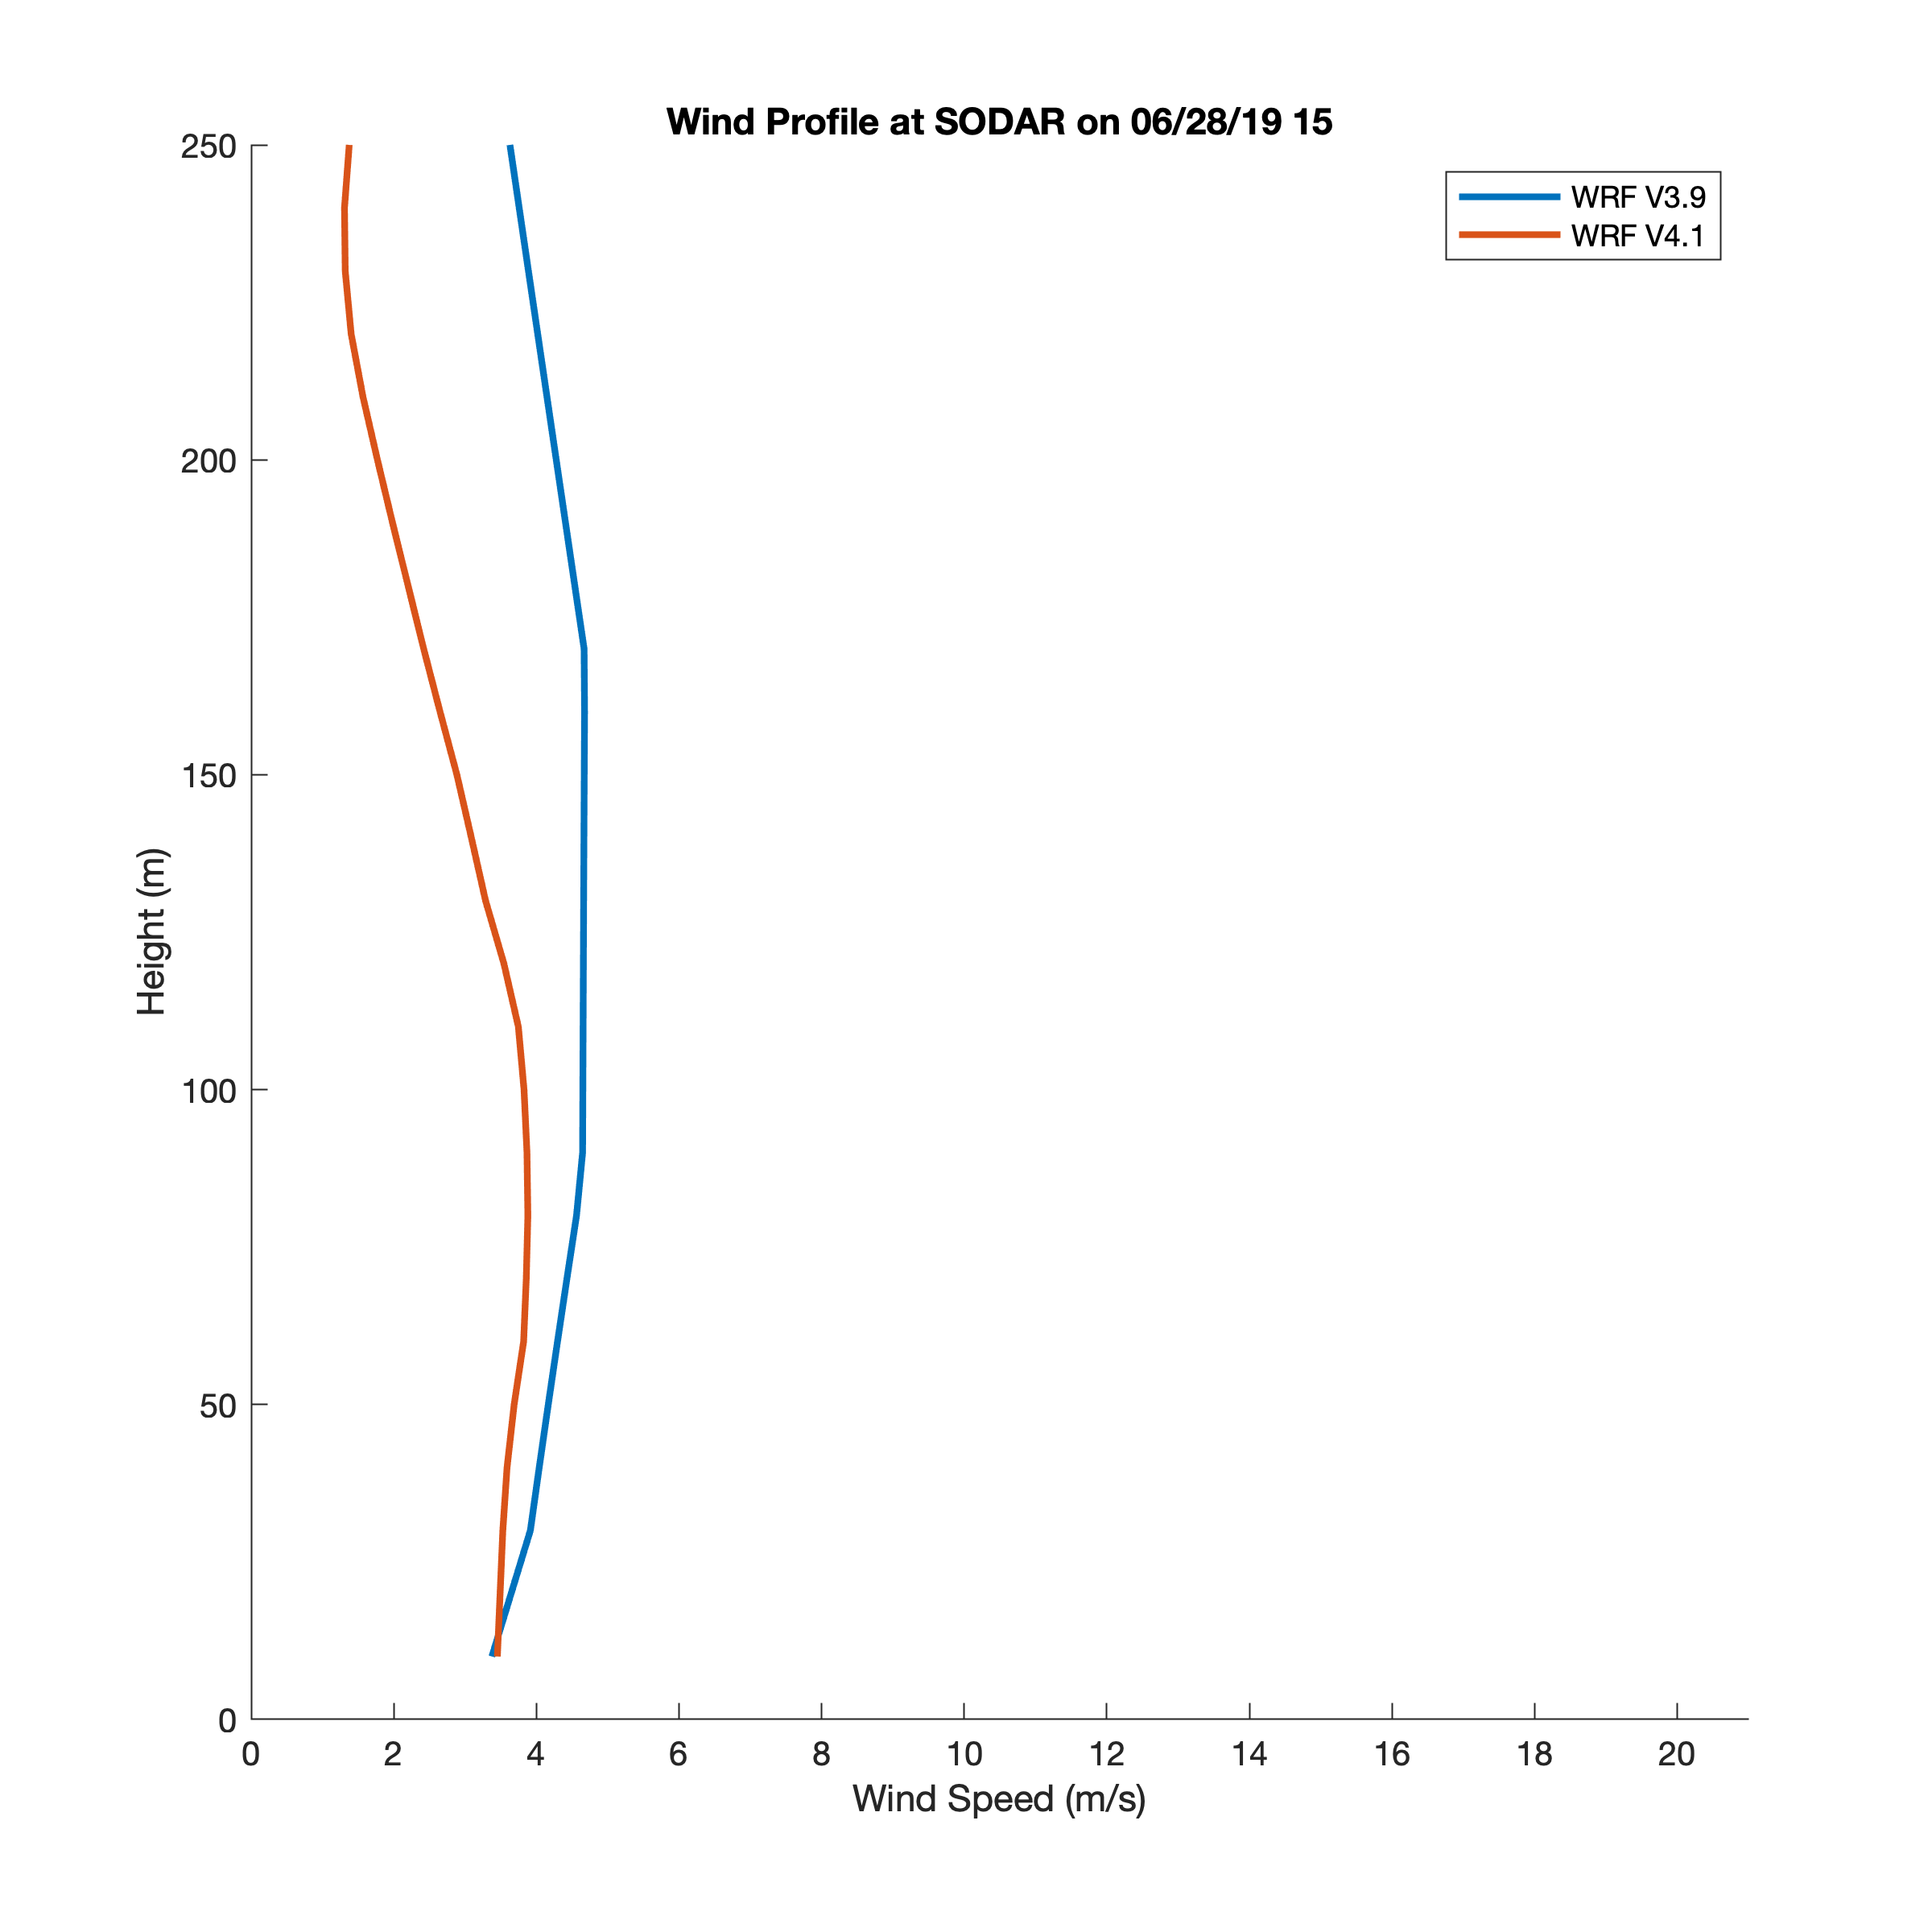 Wind Profile at SODAR on 06/28/19 15
WRF V3.9
WRF V4.1
250
200
150
100
50
0
Height (m)
0 2 4 6 8 10 12 14 16 18 20
Wind Speed (m/s)